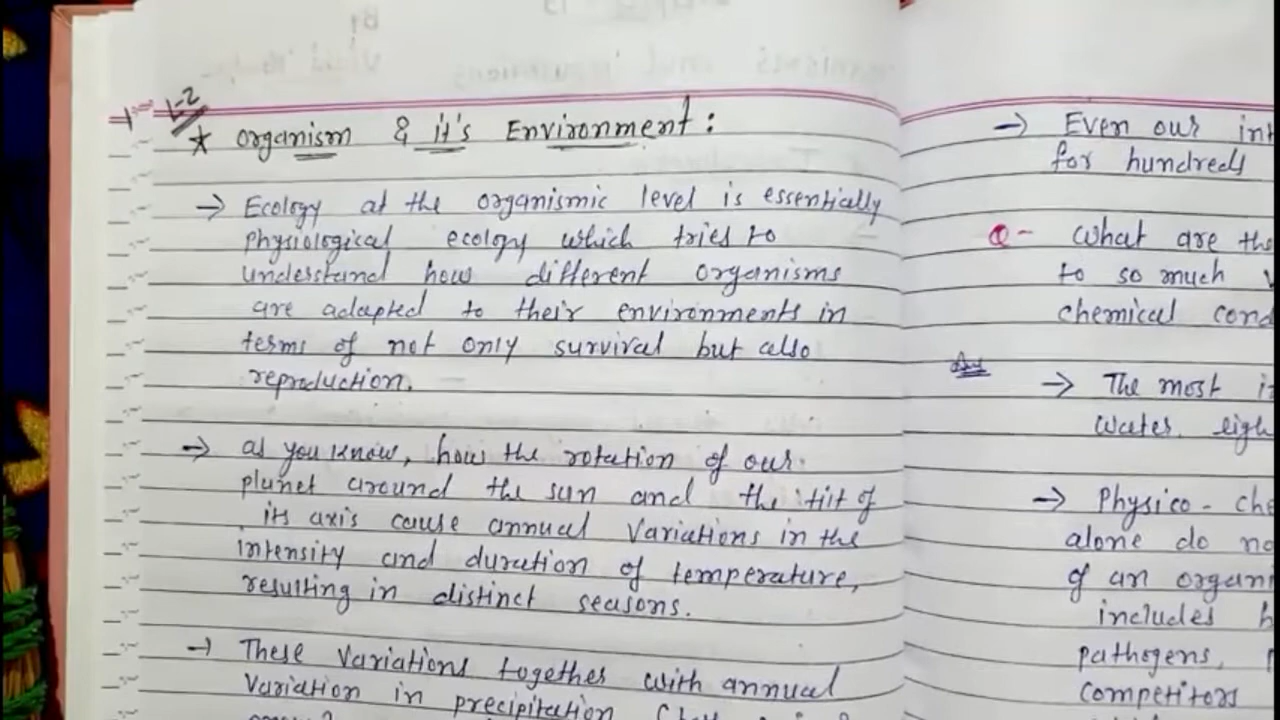 L-2
* Organism & it's Environment :
→ Ecology at the organismic level is essentially
physiological ecology which tries to
understand how different organisms
are adapted to their environments in
terms of not only survival but also
reproduction.
→ as you know, how the rotation of our
planet around the sun and the tilt of
its axis cause annual variations in the
intensity and duration of temperature,
resulting in distinct seasons.
→ These variations together with annual
variation in precipitation
→ Even our int
for hundreds
Q- What are the
to so much
chemical cond
Ans
→ The most i
water. eigh
→ Physico - che
alone do no
of an organi
includes h
pathogens,
competitors